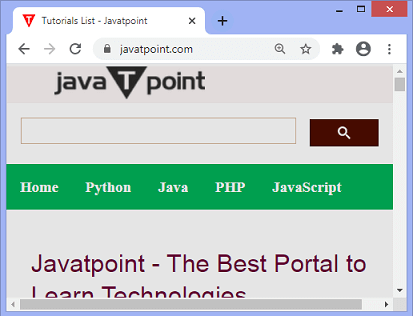 Tutorials List - Javatpoint
javatpoint.com
java T point
Home Python Java PHP JavaScript
Javatpoint - The Best Portal to
Learn Technologies